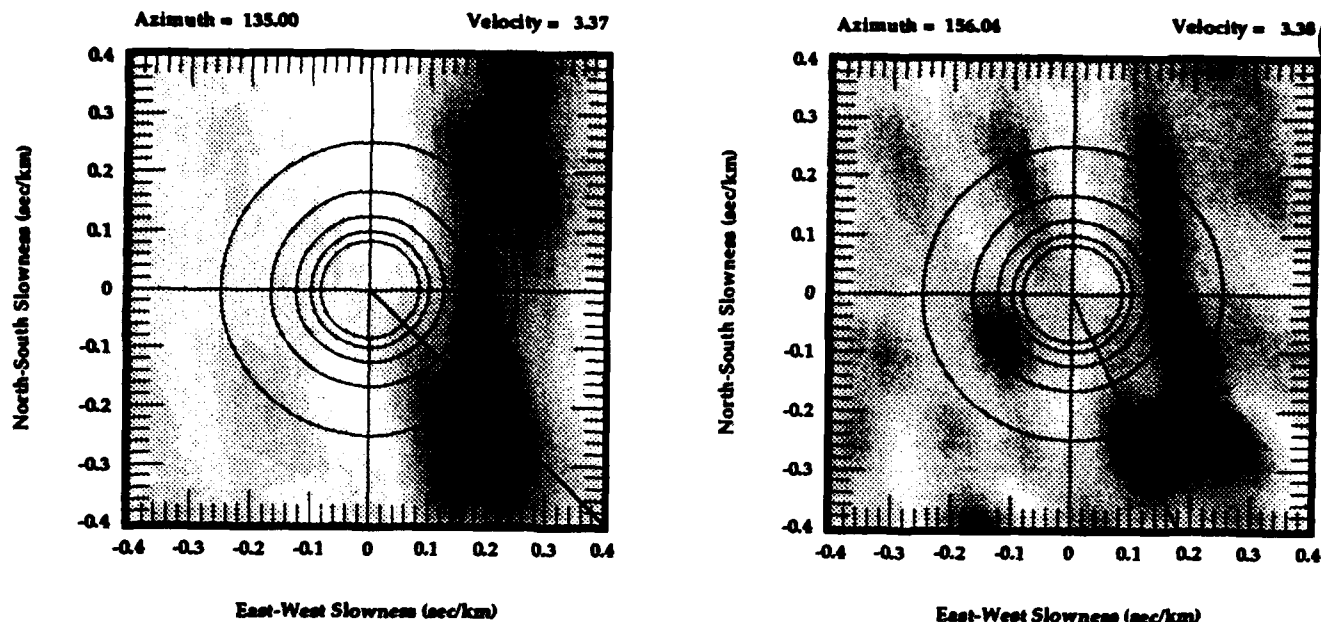 Azimuth = 135.00 Velocity = 3.37
0.4
0.3
0.2
0.1
0
-0.1
-0.2
-0.3
-0.4
-0.4 -0.3 -0.2 -0.1 0 0.1 0.2 0.3 0.4
North-South Slowness (sec/km)
East-West Slowness (sec/km)
Azimuth = 156.04 Velocity = 3.38
0.4
0.3
0.2
0.1
0
-0.1
-0.2
-0.3
-0.4
-0.4 -0.3 -0.2 -0.1 0 0.1 0.2 0.3 0.4
North-South Slowness (sec/km)
East-West Slowness (sec/km)